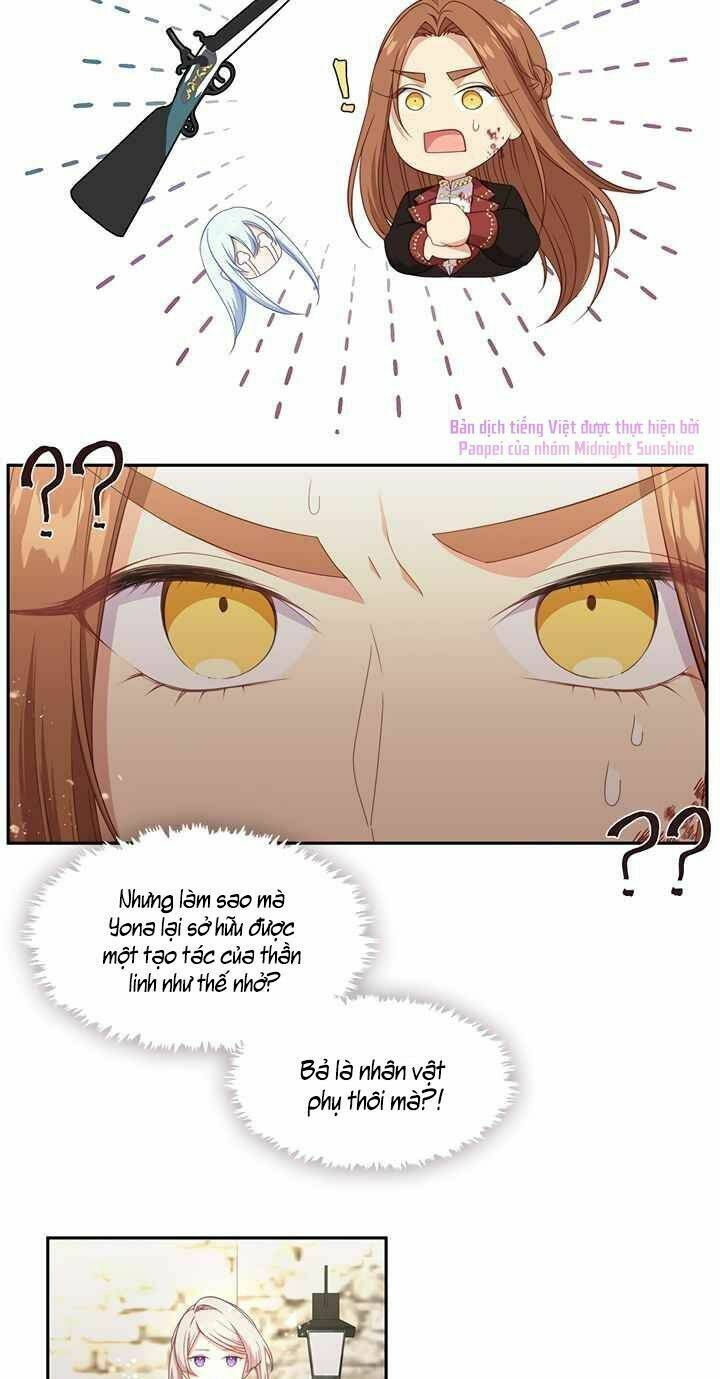 !
Bản dịch tiếng Việt được thực hiện bởi
Paopei của nhóm Midnight Sunshine
??
??
Nhưng làm sao mà
Yona lại sở hữu được
một tạo tác của thần
linh như thế nhở?
Bả là nhân vật
phụ thôi mà?!